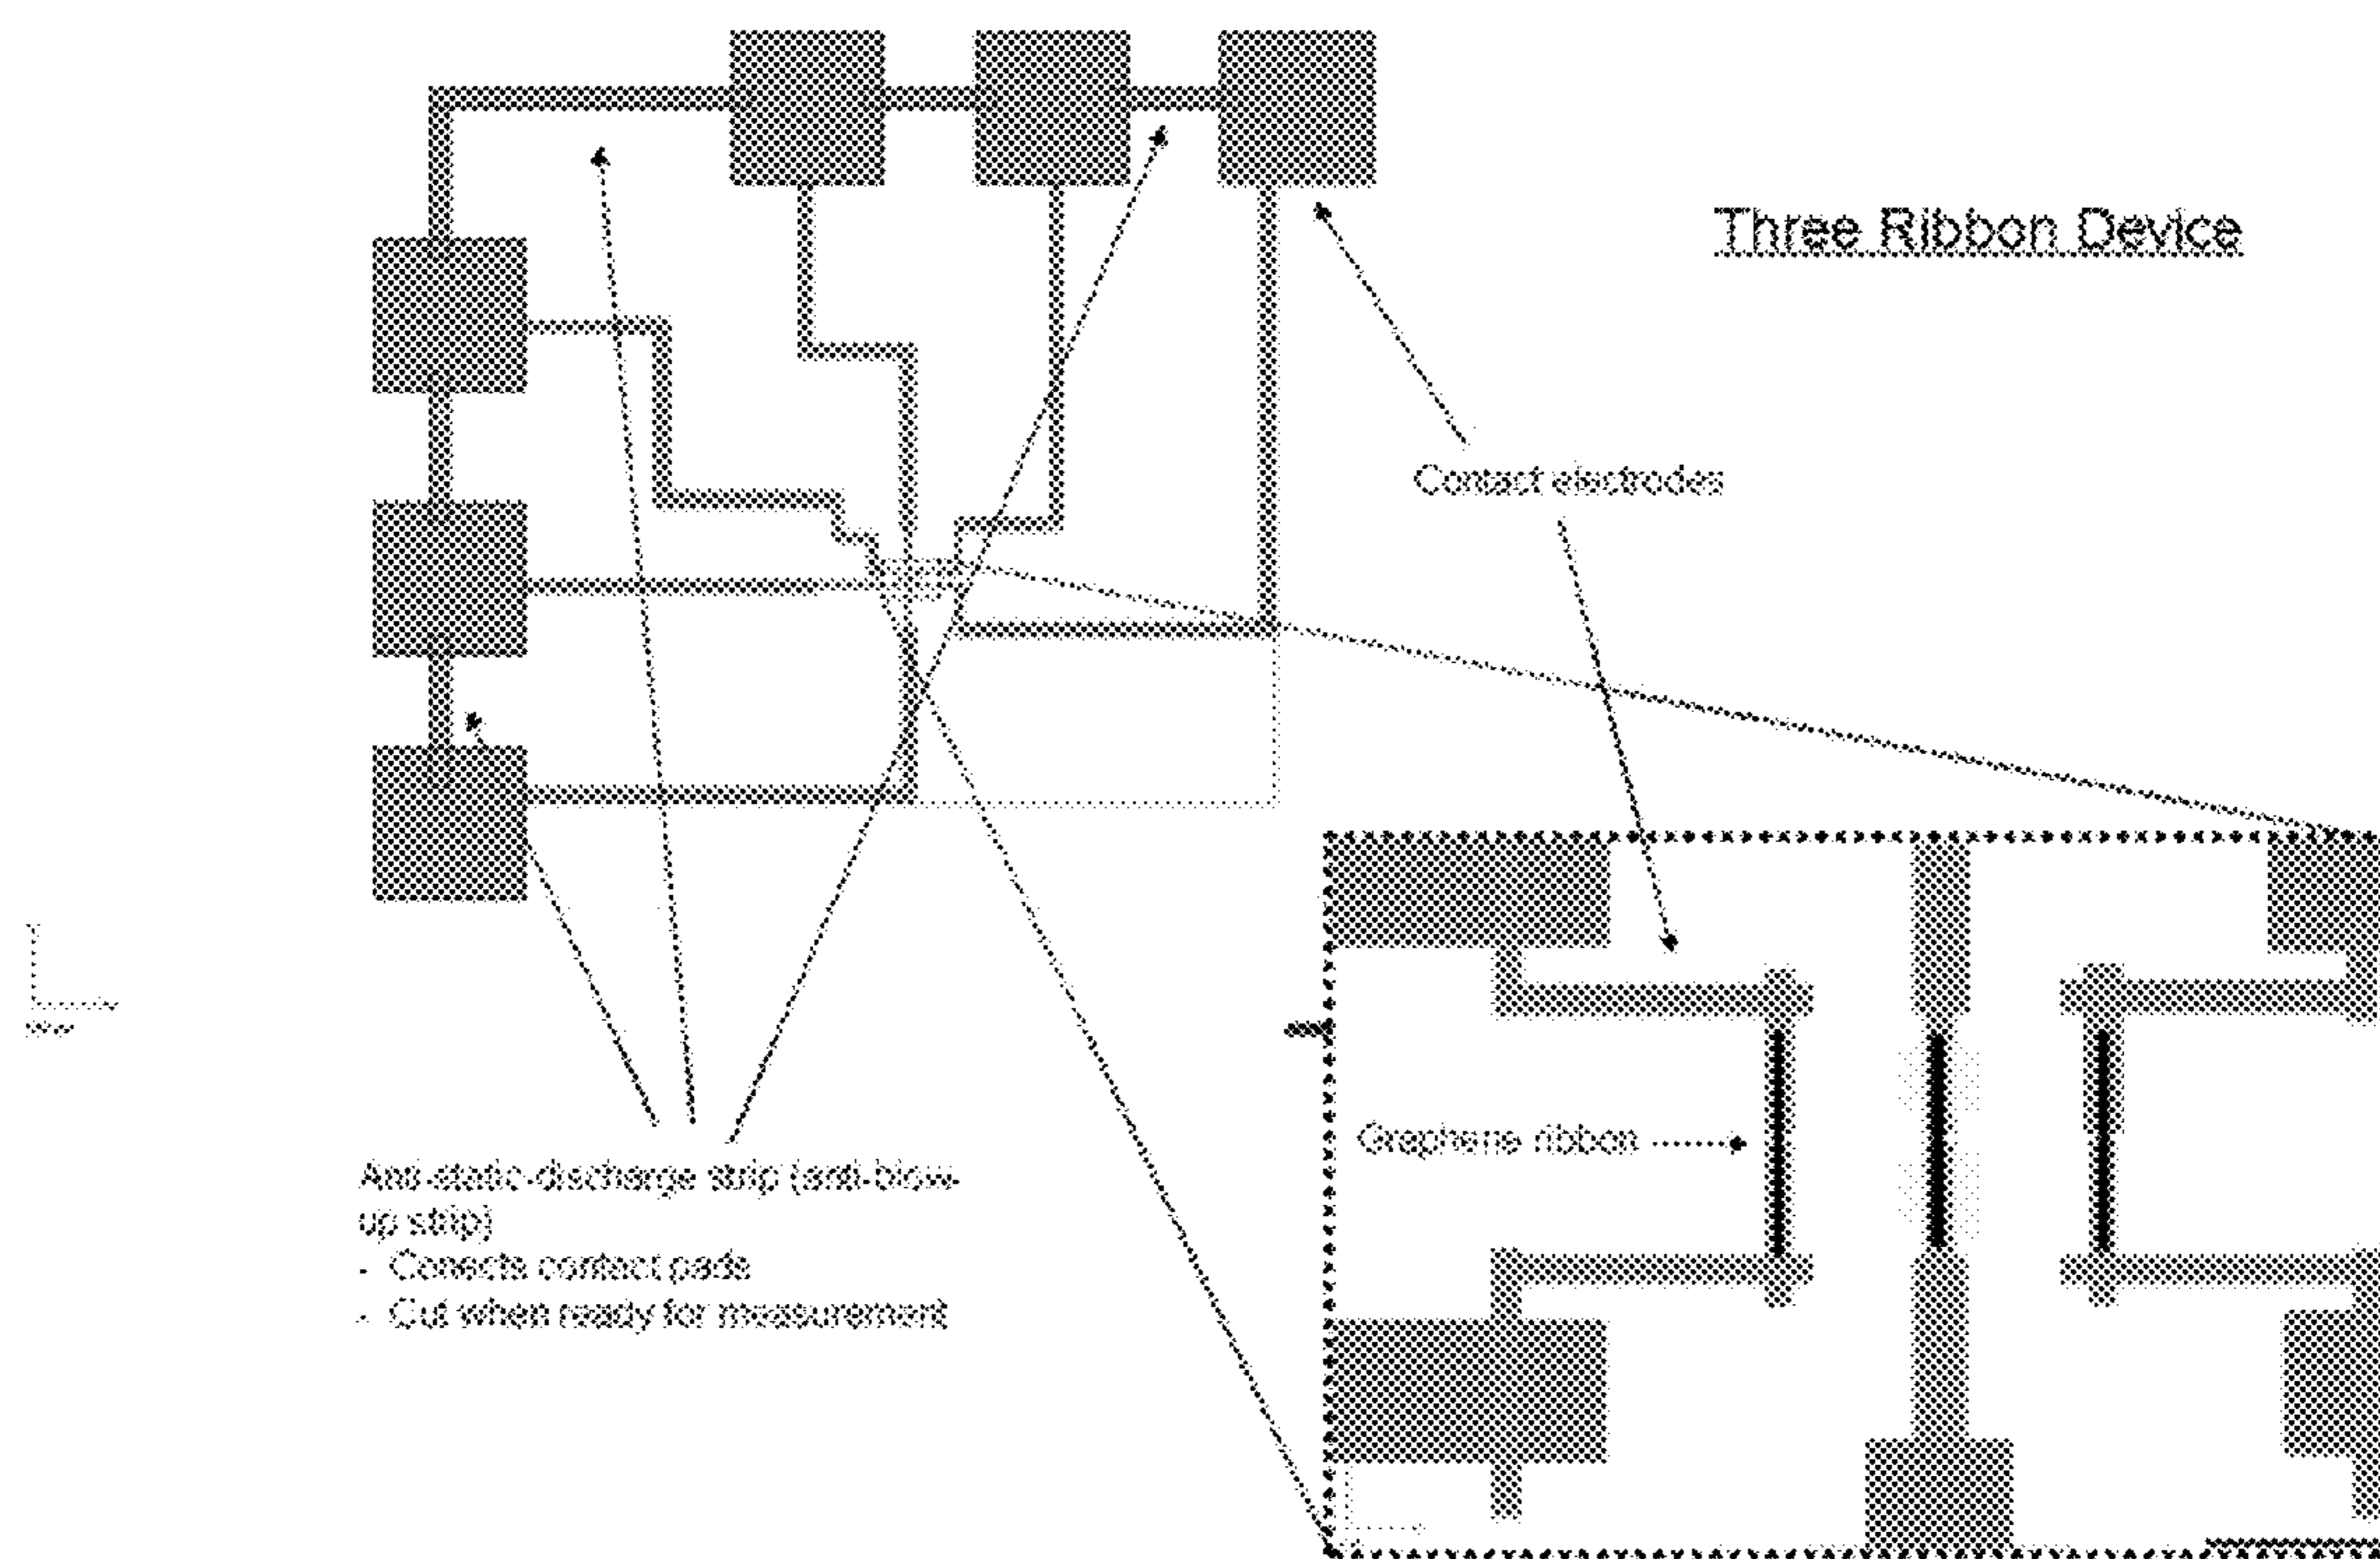 Three Ribbon Device
Contact electrodes
Graphene ribbon
Anti-static-discharge strip (anti-blow-
up strip)
- Conects contact pads
- Cut when ready for measurement